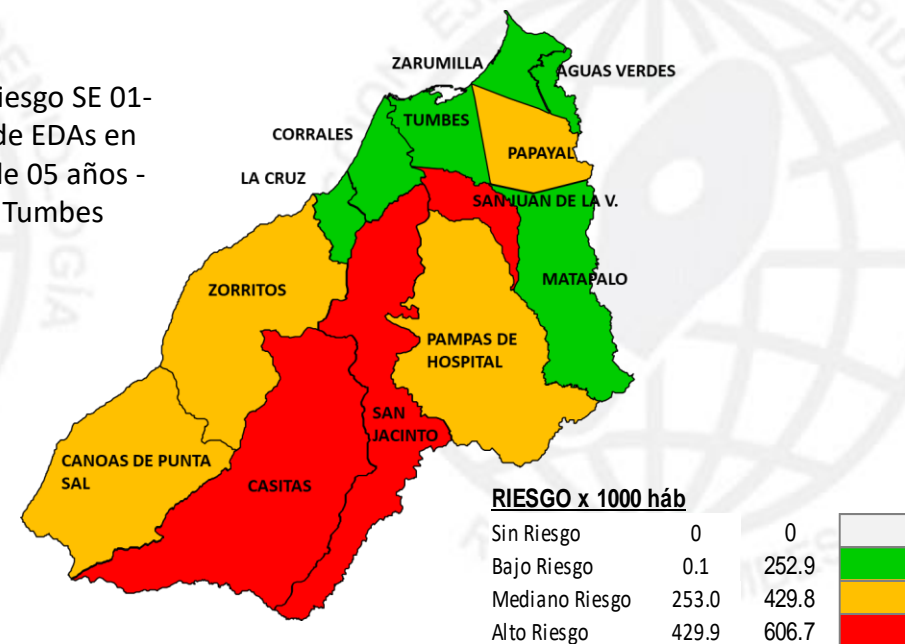 iesgo SE 01-
de EDAs en
de 05 años -
Tumbes
ZARUMILLA
AGUAS VERDES
CORRALES
TUMBES
PAPAYAL
LA CRUZ
SAN JUAN DE LA V.
MATAPALO
ZORRITOS
PAMPAS DE
HOSPITAL
SAN
JACINTO
CANOAS DE PUNTA
SAL
CASITAS
RIESGO x 1000 háb
Sin Riesgo 0 0
Bajo Riesgo 0.1 252.9
Mediano Riesgo 253.0 429.8
Alto Riesgo 429.9 606.7